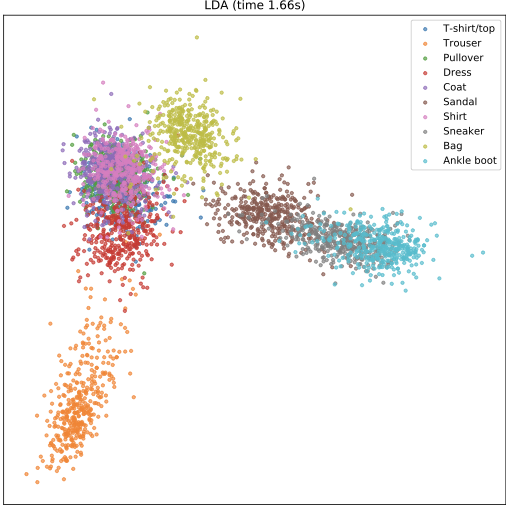 LDA (time 1.66s)
T-shirt/top
Trouser
Pullover
Dress
Coat
Sandal
Shirt
Sneaker
Bag
Ankle boot